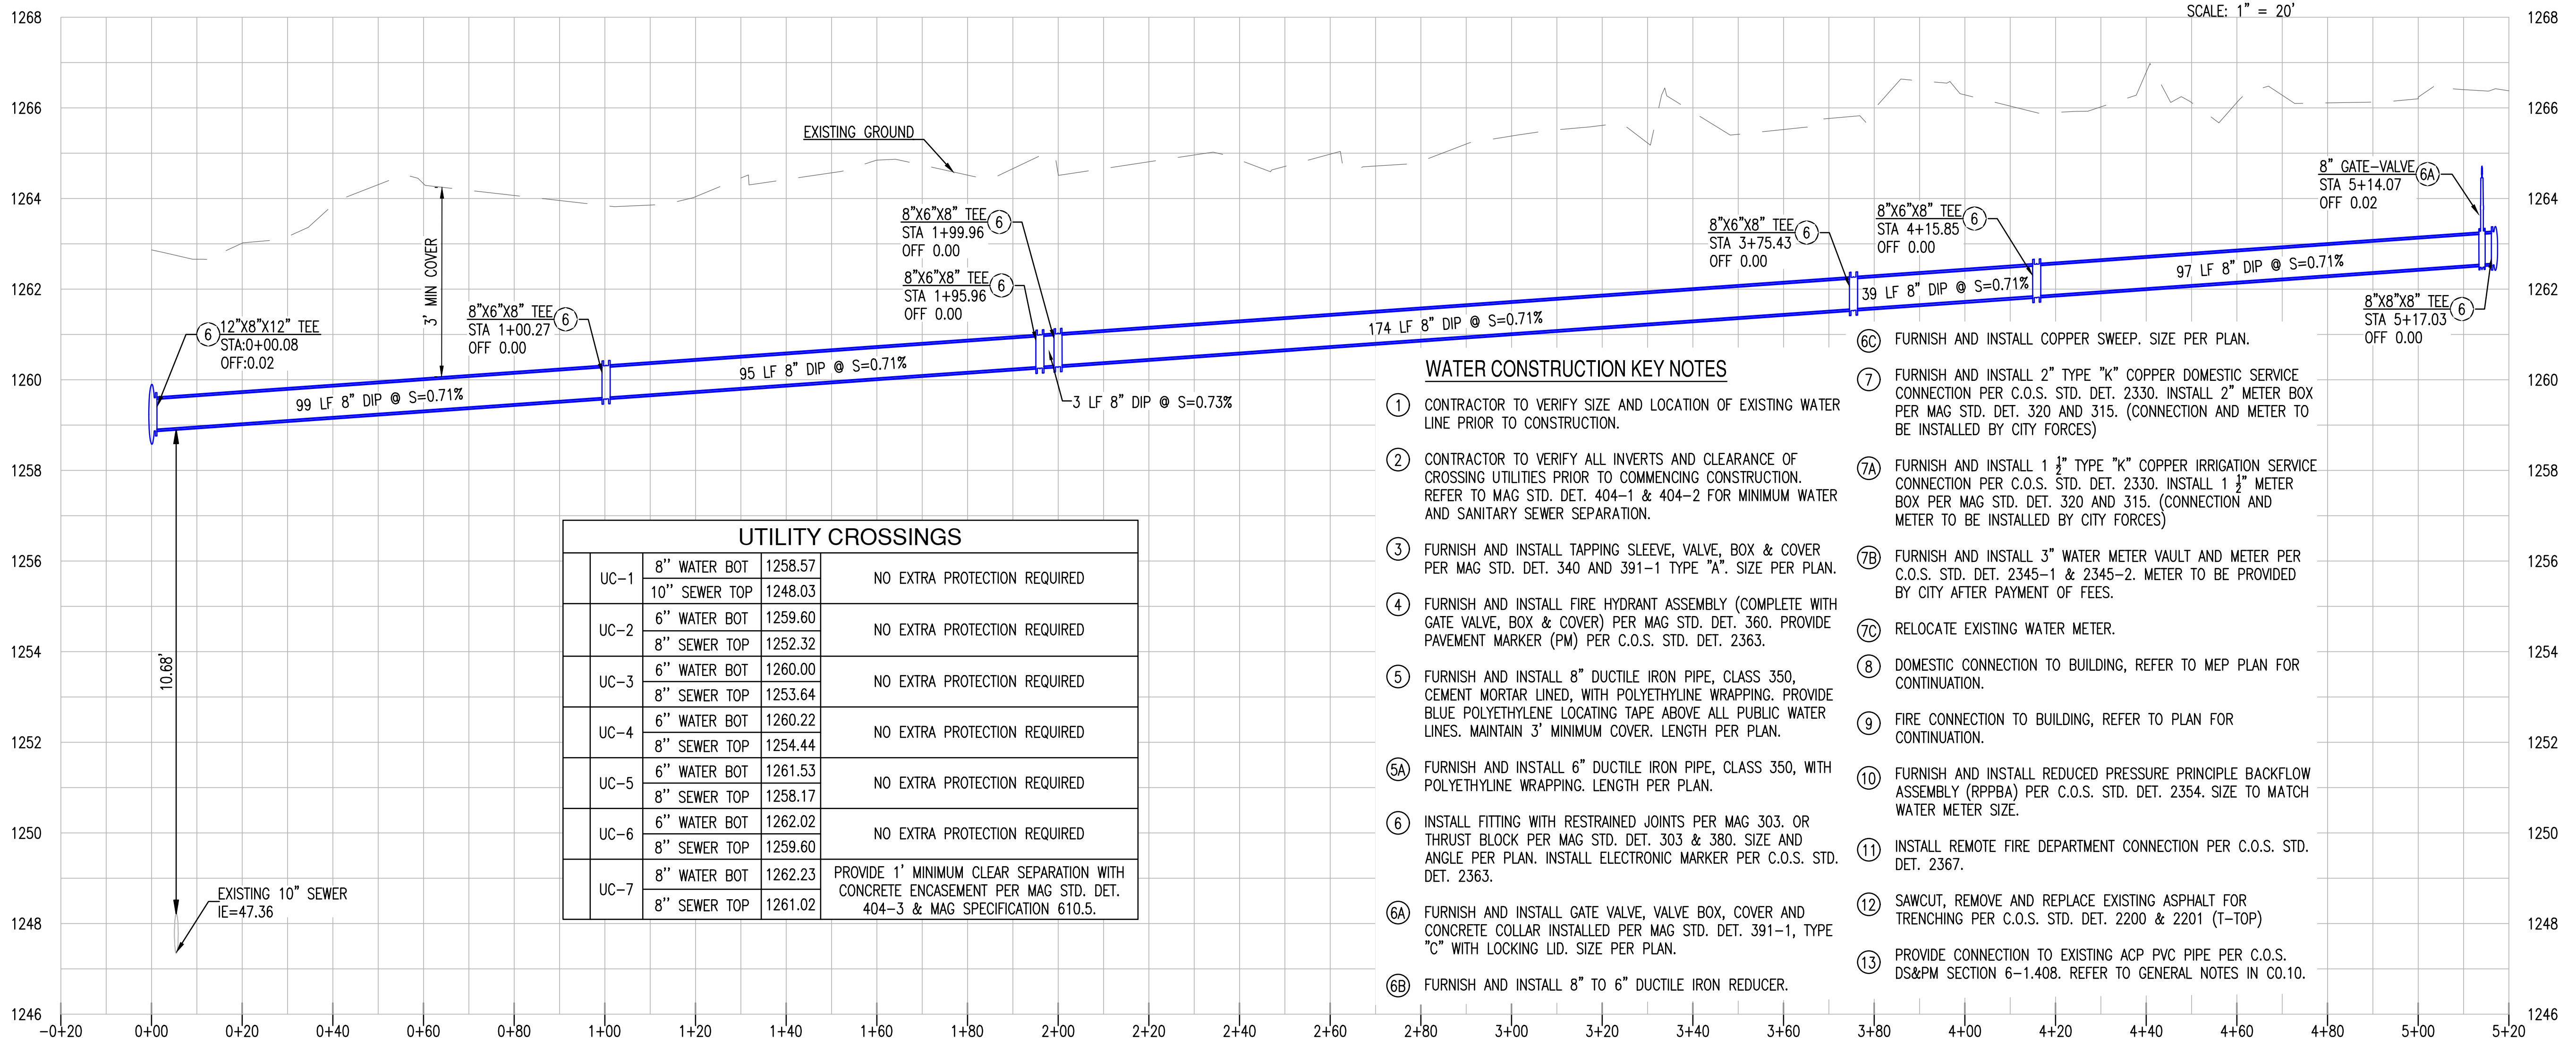 SCALE: 1" = 20'
1268
1266
1264
1262
1260
1258
1256
1254
1252
1250
1248
1246
1268
1266
1264
1262
1260
1258
1256
1254
1252
1250
1248
1246
EXISTING GROUND
3' MIN COVER
6
12"X8"X12" TEE
STA:0+00.08
OFF:0.02
99 LF 8" DIP @ S=0.71%
8"X6"X8" TEE
6
STA 1+00.27
OFF 0.00
95 LF 8" DIP @ S=0.71%
8"X6"X8" TEE
6
STA 1+99.96
OFF 0.00
8"X6"X8" TEE
6
STA 1+95.96
OFF 0.00
3 LF 8" DIP @ S=0.73%
174 LF 8" DIP @ S=0.71%
8"X6"X8" TEE
6
STA 3+75.43
OFF 0.00
8"X6"X8" TEE
6
STA 4+15.85
OFF 0.00
39 LF 8" DIP @ S=0.71%
97 LF 8" DIP @ S=0.71%
8" GATE-VALVE
6A
STA 5+14.07
OFF 0.02
8"X8"X8" TEE
6
STA 5+17.03
OFF 0.00
10.68'
EXISTING 10" SEWER
IE=47.36
UTILITY CROSSINGS
UC-1
8'' WATER BOT 1258.57
10'' SEWER TOP 1248.03
NO EXTRA PROTECTION REQUIRED
UC-2
6'' WATER BOT 1259.60
8'' SEWER TOP 1252.32
NO EXTRA PROTECTION REQUIRED
UC-3
6'' WATER BOT 1260.00
8'' SEWER TOP 1253.64
NO EXTRA PROTECTION REQUIRED
UC-4
6'' WATER BOT 1260.22
8'' SEWER TOP 1254.44
NO EXTRA PROTECTION REQUIRED
UC-5
6'' WATER BOT 1261.53
8'' SEWER TOP 1258.17
NO EXTRA PROTECTION REQUIRED
UC-6
6'' WATER BOT 1262.02
8'' SEWER TOP 1259.60
NO EXTRA PROTECTION REQUIRED
UC-7
8'' WATER BOT 1262.23
8'' SEWER TOP 1261.02
PROVIDE 1' MINIMUM CLEAR SEPARATION WITH
CONCRETE ENCASEMENT PER MAG STD. DET.
404-3 & MAG SPECIFICATION 610.5.
WATER CONSTRUCTION KEY NOTES
1 CONTRACTOR TO VERIFY SIZE AND LOCATION OF EXISTING WATER
LINE PRIOR TO CONSTRUCTION.
2 CONTRACTOR TO VERIFY ALL INVERTS AND CLEARANCE OF
CROSSING UTILITIES PRIOR TO COMMENCING CONSTRUCTION.
REFER TO MAG STD. DET. 404-1 & 404-2 FOR MINIMUM WATER
AND SANITARY SEWER SEPARATION.
3 FURNISH AND INSTALL TAPPING SLEEVE, VALVE, BOX & COVER
PER MAG STD. DET. 340 AND 391-1 TYPE "A". SIZE PER PLAN.
4 FURNISH AND INSTALL FIRE HYDRANT ASSEMBLY (COMPLETE WITH
GATE VALVE, BOX & COVER) PER MAG STD. DET. 360. PROVIDE
PAVEMENT MARKER (PM) PER C.O.S. STD. DET. 2363.
5 FURNISH AND INSTALL 8" DUCTILE IRON PIPE, CLASS 350,
CEMENT MORTAR LINED, WITH POLYETHYLINE WRAPPING. PROVIDE
BLUE POLYETHYLENE LOCATING TAPE ABOVE ALL PUBLIC WATER
LINES. MAINTAIN 3' MINIMUM COVER. LENGTH PER PLAN.
5A FURNISH AND INSTALL 6" DUCTILE IRON PIPE, CLASS 350, WITH
POLYETHYLINE WRAPPING. LENGTH PER PLAN.
6 INSTALL FITTING WITH RESTRAINED JOINTS PER MAG 303. OR
THRUST BLOCK PER MAG STD. DET. 303 & 380. SIZE AND
ANGLE PER PLAN. INSTALL ELECTRONIC MARKER PER C.O.S. STD.
DET. 2363.
6A FURNISH AND INSTALL GATE VALVE, VALVE BOX, COVER AND
CONCRETE COLLAR INSTALLED PER MAG STD. DET. 391-1, TYPE
"C" WITH LOCKING LID. SIZE PER PLAN.
6B FURNISH AND INSTALL 8" TO 6" DUCTILE IRON REDUCER.
6C FURNISH AND INSTALL COPPER SWEEP. SIZE PER PLAN.
7 FURNISH AND INSTALL 2" TYPE "K" COPPER DOMESTIC SERVICE
CONNECTION PER C.O.S. STD. DET. 2330. INSTALL 2" METER BOX
PER MAG STD. DET. 320 AND 315. (CONNECTION AND METER TO
BE INSTALLED BY CITY FORCES)
7A FURNISH AND INSTALL 1 ½" TYPE "K" COPPER IRRIGATION SERVICE
CONNECTION PER C.O.S. STD. DET. 2330. INSTALL 1 ½" METER
BOX PER MAG STD. DET. 320 AND 315. (CONNECTION AND
METER TO BE INSTALLED BY CITY FORCES)
7B FURNISH AND INSTALL 3" WATER METER VAULT AND METER PER
C.O.S. STD. DET. 2345-1 & 2345-2. METER TO BE PROVIDED
BY CITY AFTER PAYMENT OF FEES.
7C RELOCATE EXISTING WATER METER.
8 DOMESTIC CONNECTION TO BUILDING, REFER TO MEP PLAN FOR
CONTINUATION.
9 FIRE CONNECTION TO BUILDING, REFER TO PLAN FOR
CONTINUATION.
10 FURNISH AND INSTALL REDUCED PRESSURE PRINCIPLE BACKFLOW
ASSEMBLY (RPPBA) PER C.O.S. STD. DET. 2354. SIZE TO MATCH
WATER METER SIZE.
11 INSTALL REMOTE FIRE DEPARTMENT CONNECTION PER C.O.S. STD.
DET. 2367.
12 SAWCUT, REMOVE AND REPLACE EXISTING ASPHALT FOR
TRENCHING PER C.O.S. STD. DET. 2200 & 2201 (T-TOP)
13 PROVIDE CONNECTION TO EXISTING ACP PVC PIPE PER C.O.S.
DS&PM SECTION 6-1.408. REFER TO GENERAL NOTES IN C0.10.
-0+20 0+00 0+20 0+40 0+60 0+80 1+00 1+20 1+40 1+60 1+80 2+00 2+20 2+40 2+60 2+80 3+00 3+20 3+40 3+60 3+80 4+00 4+20 4+40 4+60 4+80 5+00 5+20